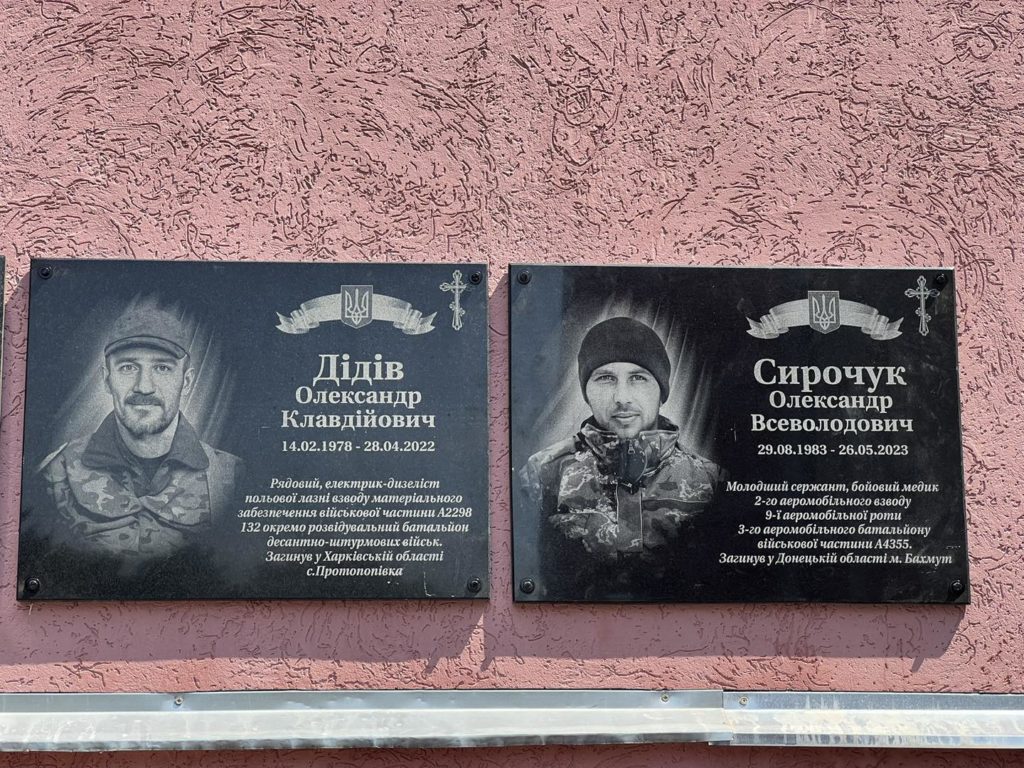 Дідів
Олександр
Клавдійович
14.02.1978 - 28.04.2022
Рядовий, електрик-дизеліст
польової лазні взводу матеріального
забезпечення військової частини А2298
132 окремо розвідувальний батальйон
десантно-штурмових військ.
Загинув у Харківській області
с.Протопопівка
Сирочук
Олександр
Всеволодович
29.08.1983 - 26.05.2023
Молодший сержант, бойовий медик
2-го аеромобільного взводу
9-ї аеромобільної роти
3-го аеромобільного батальйону
військової частини А4355.
Загинув у Донецькій області м. Бахмут